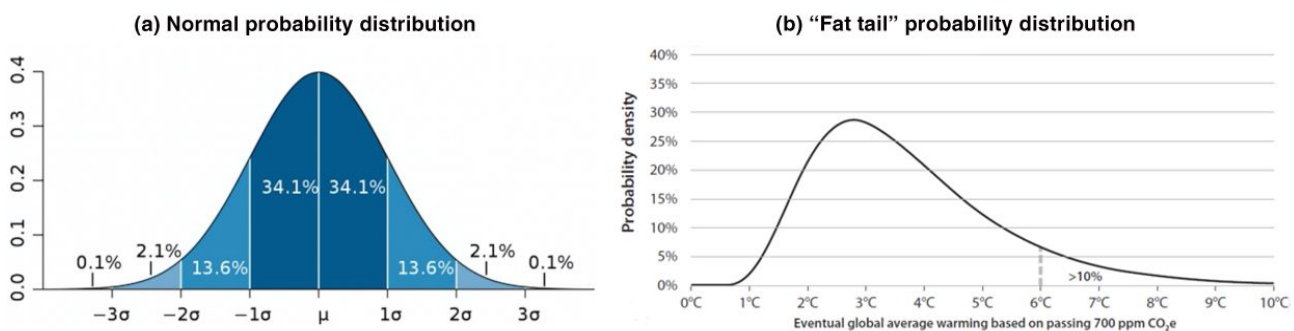 (a) Normal probability distribution
0.4
0.3
0.2
0.1
0.0
34.1% 34.1%
0.1% 2.1% 13.6% 13.6% 2.1% 0.1%
−3σ −2σ −1σ μ 1σ 2σ 3σ
(b) “Fat tail” probability distribution
Probability density
40%
35%
30%
25%
20%
15%
10%
5%
0%
>10%
0°C 1°C 2°C 3°C 4°C 5°C 6°C 7°C 8°C 9°C 10°C
Eventual global average warming based on passing 700 ppm CO₂e